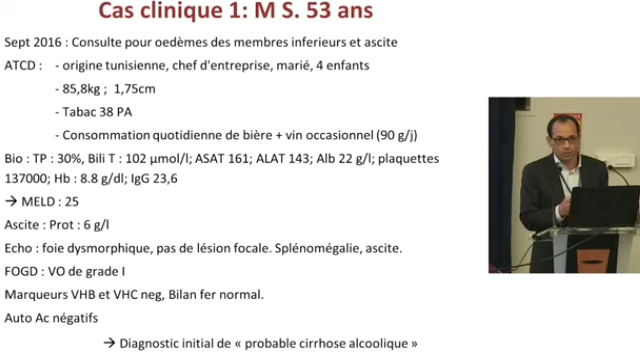 Cas clinique 1: M S. 53 ans
Sept 2016 : Consulte pour oedèmes des membres inferieurs et ascite
ATCD : - origine tunisienne, chef d'entreprise, marié, 4 enfants
- 85,8kg ; 1,75cm
- Tabac 38 PA
- Consommation quotidienne de bière + vin occasionnel (90 g/j)
Bio : TP : 30%, Bili T : 102 µmol/l; ASAT 161; ALAT 143; Alb 22 g/l; plaquettes
137000; Hb : 8.8 g/dl; IgG 23,6
→ MELD : 25
Ascite : Prot : 6 g/l
Echo : foie dysmorphique, pas de lésion focale. Splénomégalie, ascite.
FOGD : VO de grade I
Marqueurs VHB et VHC neg, Bilan fer normal.
Auto Ac négatifs
→ Diagnostic initial de « probable cirrhose alcoolique »